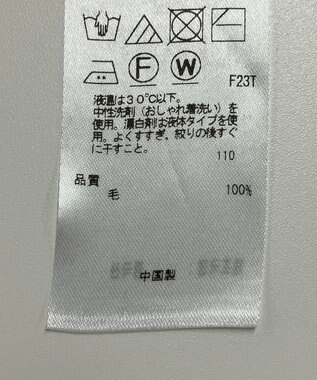 F W F23T
液温は30℃以下。
中性洗剤(おしゃれ着洗い)を
使用。漂白剤は液体タイプを使
用。よくすすぎ、絞りの後すぐ
に干すこと。
110
品質
毛 100%
中国製